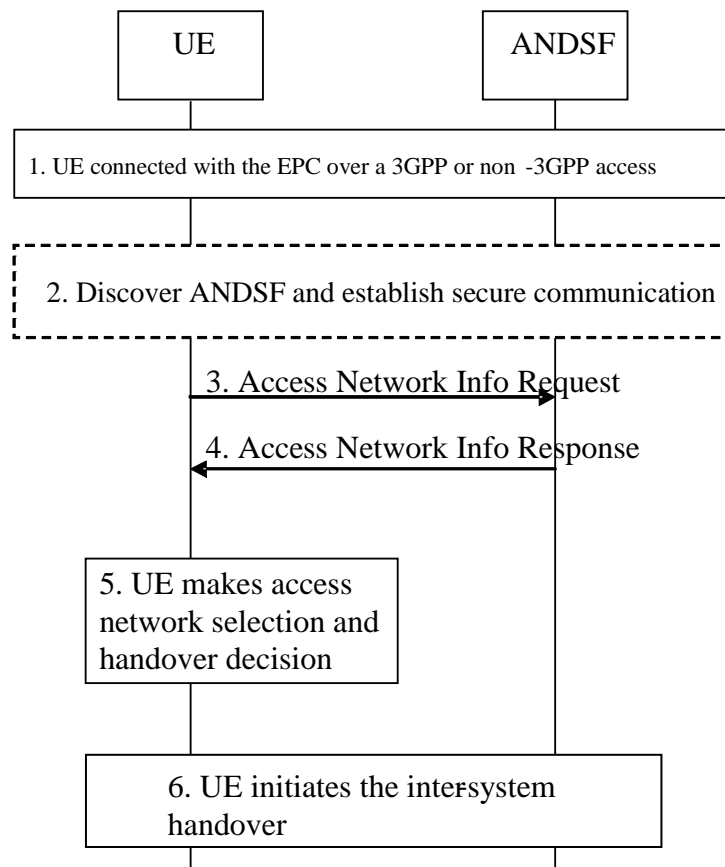 UE
ANDSF
1. UE connected with the EPC over a 3GPP or non -3GPP access
2. Discover ANDSF and establish secure communication
3. Access Network Info Request
4. Access Network Info Response
5. UE makes access
network selection and
handover decision
6. UE initiates the inter-system
handover